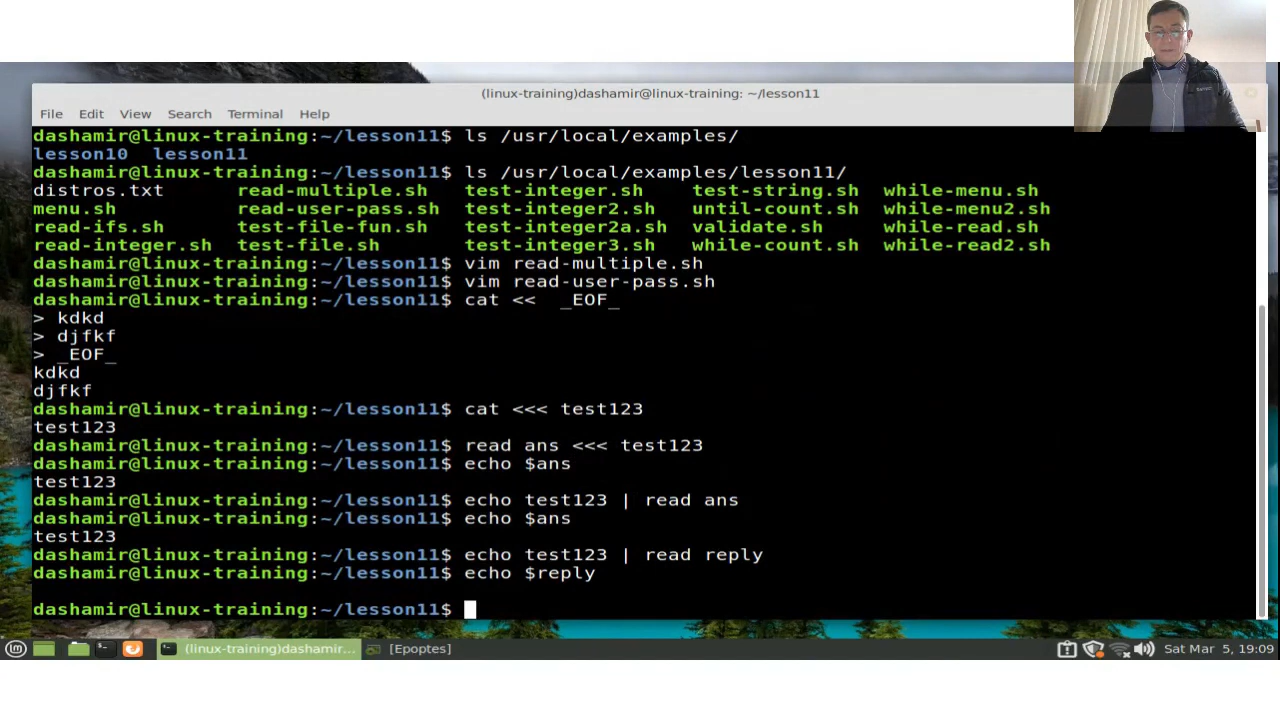 (linux-training)dashamir@linux-training: ~/lesson11
File Edit View Search Terminal Help
dashamir@linux-training:~/lesson11$ ls /usr/local/examples/
lesson10 lesson11
dashamir@linux-training:~/lesson11$ ls /usr/local/examples/lesson11/
distros.txt read-multiple.sh test-integer.sh test-string.sh while-menu.sh
menu.sh read-user-pass.sh test-integer2.sh until-count.sh while-menu2.sh
read-ifs.sh test-file-fun.sh test-integer2a.sh validate.sh while-read.sh
read-integer.sh test-file.sh test-integer3.sh while-count.sh while-read2.sh
dashamir@linux-training:~/lesson11$ vim read-multiple.sh
dashamir@linux-training:~/lesson11$ vim read-user-pass.sh
dashamir@linux-training:~/lesson11$ cat << _EOF_
> kdkd
> djfkf
> _EOF_
kdkd
djfkf
dashamir@linux-training:~/lesson11$ cat <<< test123
test123
dashamir@linux-training:~/lesson11$ read ans <<< test123
dashamir@linux-training:~/lesson11$ echo $ans
test123
dashamir@linux-training:~/lesson11$ echo test123 | read ans
dashamir@linux-training:~/lesson11$ echo $ans
test123
dashamir@linux-training:~/lesson11$ echo test123 | read reply
dashamir@linux-training:~/lesson11$ echo $reply
dashamir@linux-training:~/lesson11$
(linux-training)dashamir... [Epoptes] Sat Mar 5, 19:09